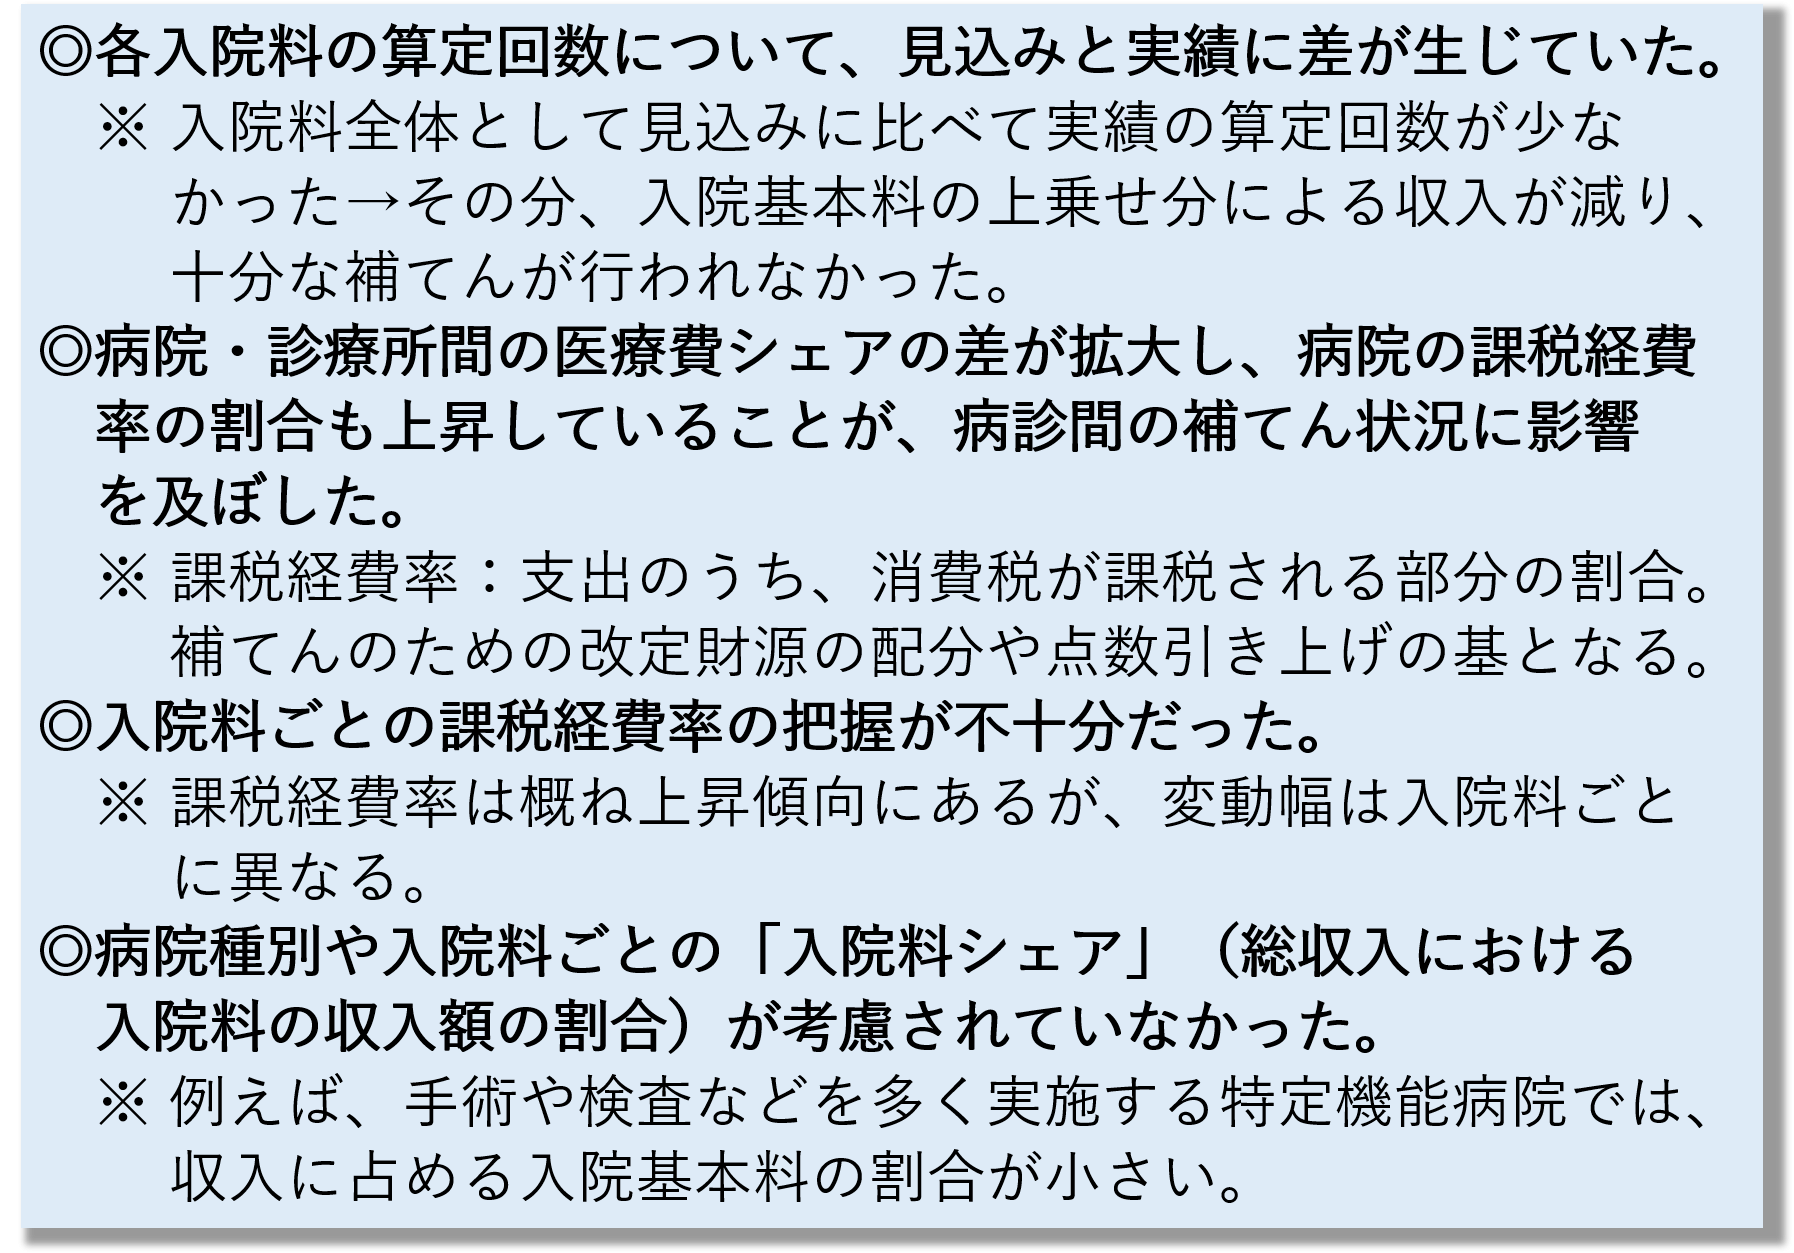 ◎各入院料の算定回数について、見込みと実績に差が生じていた。
※ 入院料全体として見込みに比べて実績の算定回数が少な
かった→その分、入院基本料の上乗せ分による収入が減り、
十分な補てんが行われなかった。
◎病院・診療所間の医療費シェアの差が拡大し、病院の課税経費
率の割合も上昇していることが、病診間の補てん状況に影響
を及ぼした。
※ 課税経費率：支出のうち、消費税が課税される部分の割合。
補てんのための改定財源の配分や点数引き上げの基となる。
◎入院料ごとの課税経費率の把握が不十分だった。
※ 課税経費率は概ね上昇傾向にあるが、変動幅は入院料ごと
に異なる。
◎病院種別や入院料ごとの「入院料シェア」（総収入における
入院料の収入額の割合）が考慮されていなかった。
※ 例えば、手術や検査などを多く実施する特定機能病院では、
収入に占める入院基本料の割合が小さい。